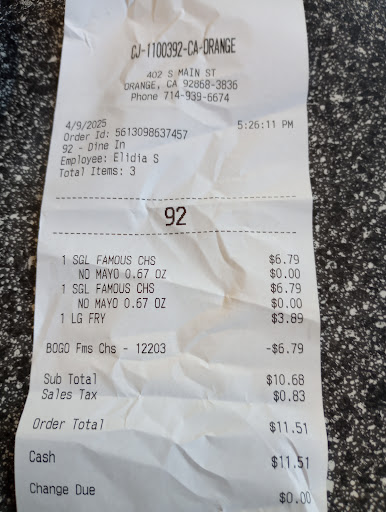 CJ-1100392-CA-ORANGE
402 S MAIN ST
ORANGE, CA 92868-3836
Phone 714-939-6674
4/9/2025 5:26:11 PM
Order Id: 5613098637457
92 - Dine In
Employee: Elidia S
Total Items: 3
92
1 SGL FAMOUS CHS $6.79
NO MAYO 0.67 OZ $0.00
1 SGL FAMOUS CHS $6.79
NO MAYO 0.67 OZ $0.00
1 LG FRY $3.89
BOGO Fms Chs - 12203 -$6.79
Sub Total $10.68
Sales Tax $0.83
Order Total $11.51
Cash $11.51
Change Due $0.00